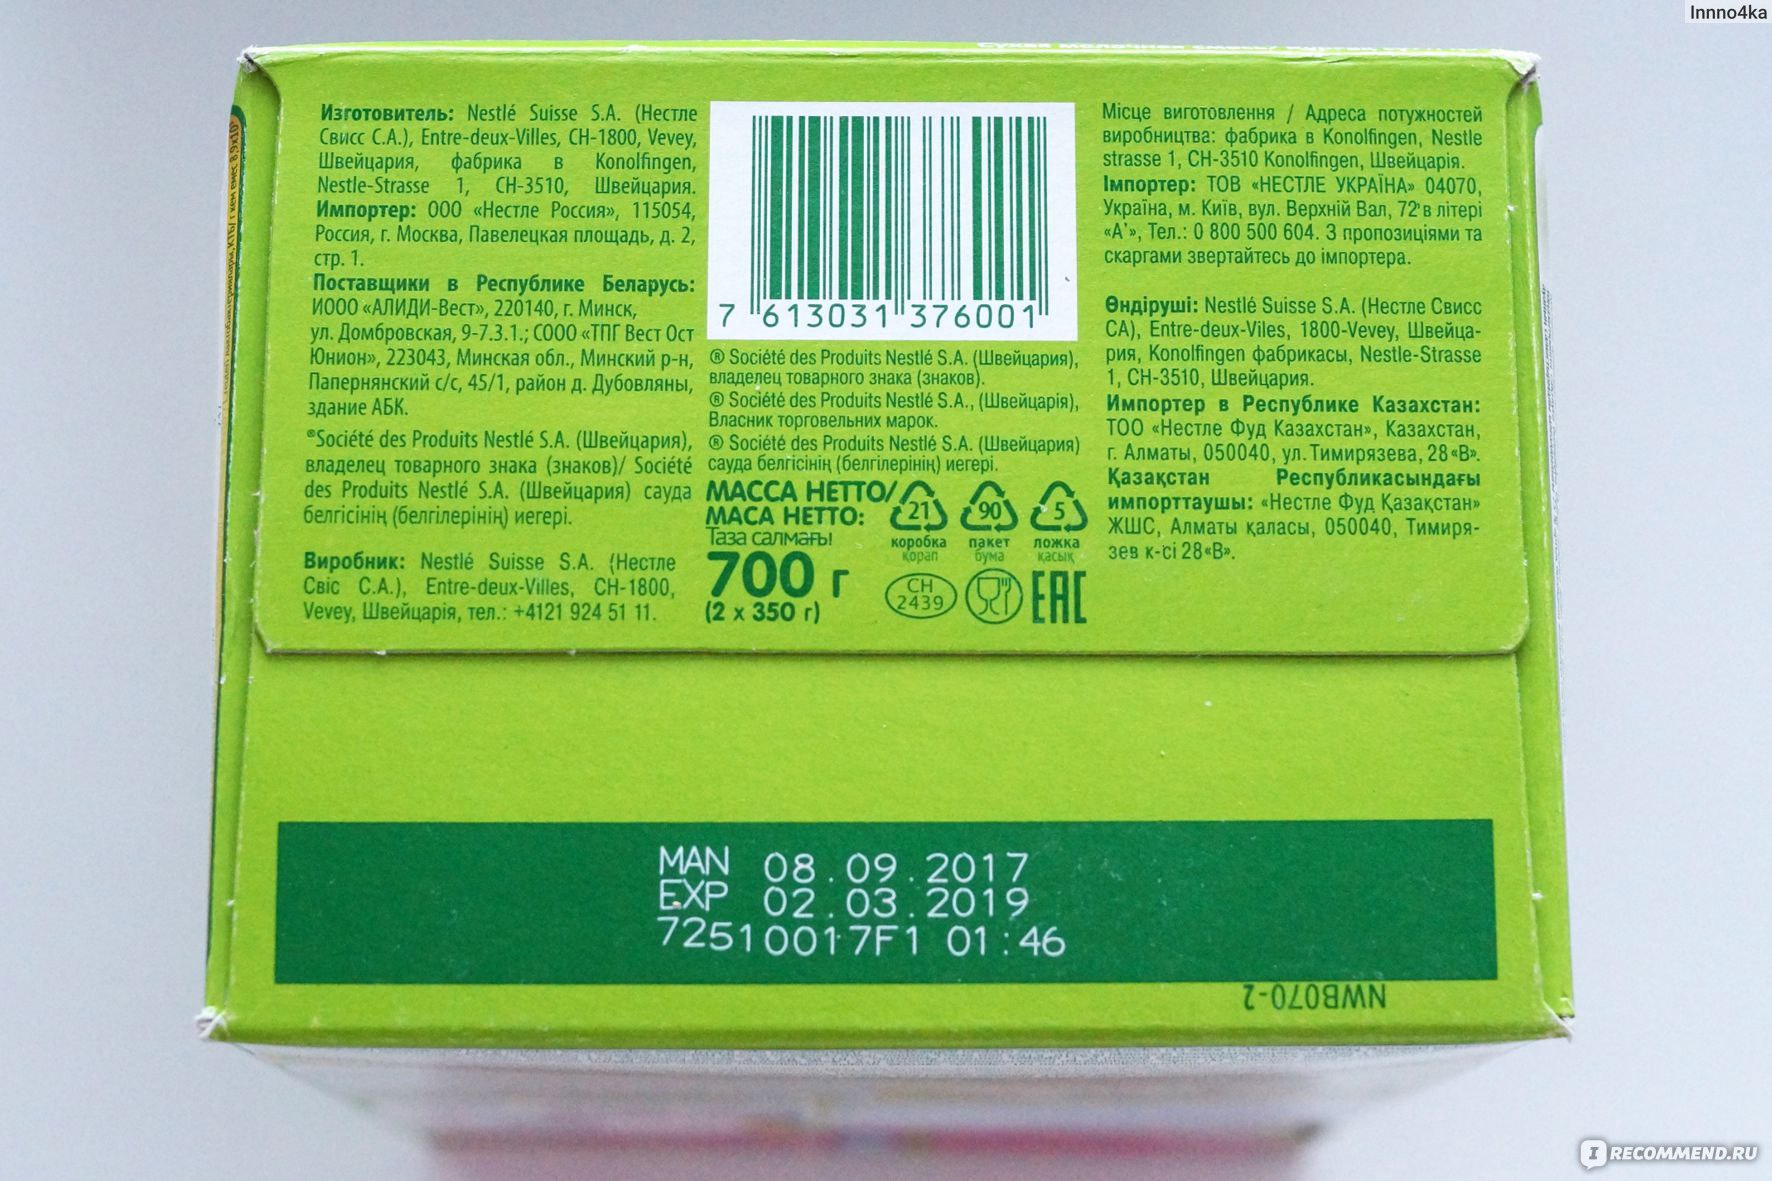 Innno4ka
Изготовитель: Nestlé Suisse S.A. (Нестле
Свисс С.А.), Entre-deux-Villes, CH-1800, Vevey,
Швейцария, фабрика в Konolfingen,
Nestle-Strasse 1, CH-3510, Швейцария.
Импортер: ООО «Нестле Россия», 115054,
Россия, г. Москва, Павелецкая площадь, д. 2,
стр. 1.
Поставщики в Республике Беларусь:
ИООО «АЛИДИ-Вест», 220140, г. Минск,
ул. Домбровская, 9-7.3.1.; СООО «ТПГ Вест Ост
Юнион», 223043, Минская обл., Минский р-н,
Папернянский с/с, 45/1, район д. Дубовляны,
здание АБК.
®Société des Produits Nestlé S.A. (Швейцария),
владелец товарного знака (знаков)/ Société
des Produits Nestlé S.A. (Швейцария) сауда
белгісінің (белгілерінің) иегері.
Виробник: Nestlé Suisse S.A. (Нестле
Свіс С.А.), Entre-deux-Villes, CH-1800,
Vevey, Швейцарія, тел.: +4121 924 51 11.
7 613031 376001
® Société des Produits Nestlé S.A. (Швейцария),
владелец товарного знака (знаков).
® Société des Produits Nestlé S.A., (Швейцарія),
Власник торговельних марок.
® Société des Produits Nestlé S.A. (Швейцария)
сауда белгісінің (белгілерінің) иегері.
МАССА НЕТТО/
МАСА НЕТТО:
Таза салмағы
700 г
(2 x 350 г)
21 90 5
коробка пакет ложка
қорап бума қасық
CH
2439
EAC
Місце виготовлення / Адреса потужностей
виробництва: фабрика в Konolfingen, Nestle
strasse 1, CH-3510 Konolfingen, Швейцарія.
Імпортер: ТОВ «НЕСТЛЕ УКРАЇНА» 04070,
Україна, м. Київ, вул. Верхній Вал, 72 в літері
«А'», Тел.: 0 800 500 604. З пропозиціями та
скаргами звертайтесь до імпортера.
Өндіруші: Nestlé Suisse S.A. (Нестле Свисс
СА), Entre-deux-Viles, 1800-Vevey, Швейца-
рия, Konolfingen фабрикасы, Nestle-Strasse
1, CH-3510, Швейцария.
Импортер в Республике Казахстан:
ТОО «Нестле Фуд Казахстан», Казахстан,
г. Алматы, 050040, ул. Тимирязева, 28 «В».
Қазақстан Республикасындағы
импорттаушы: «Нестле Фуд Қазақстан»
ЖШС, Алматы қаласы, 050040, Тимиря-
зев к-сі 28«В».
MAN 08.09.2017
EXP 02.03.2019
72510017F1 01:46
NWB070-2
IRECOMMEND.RU